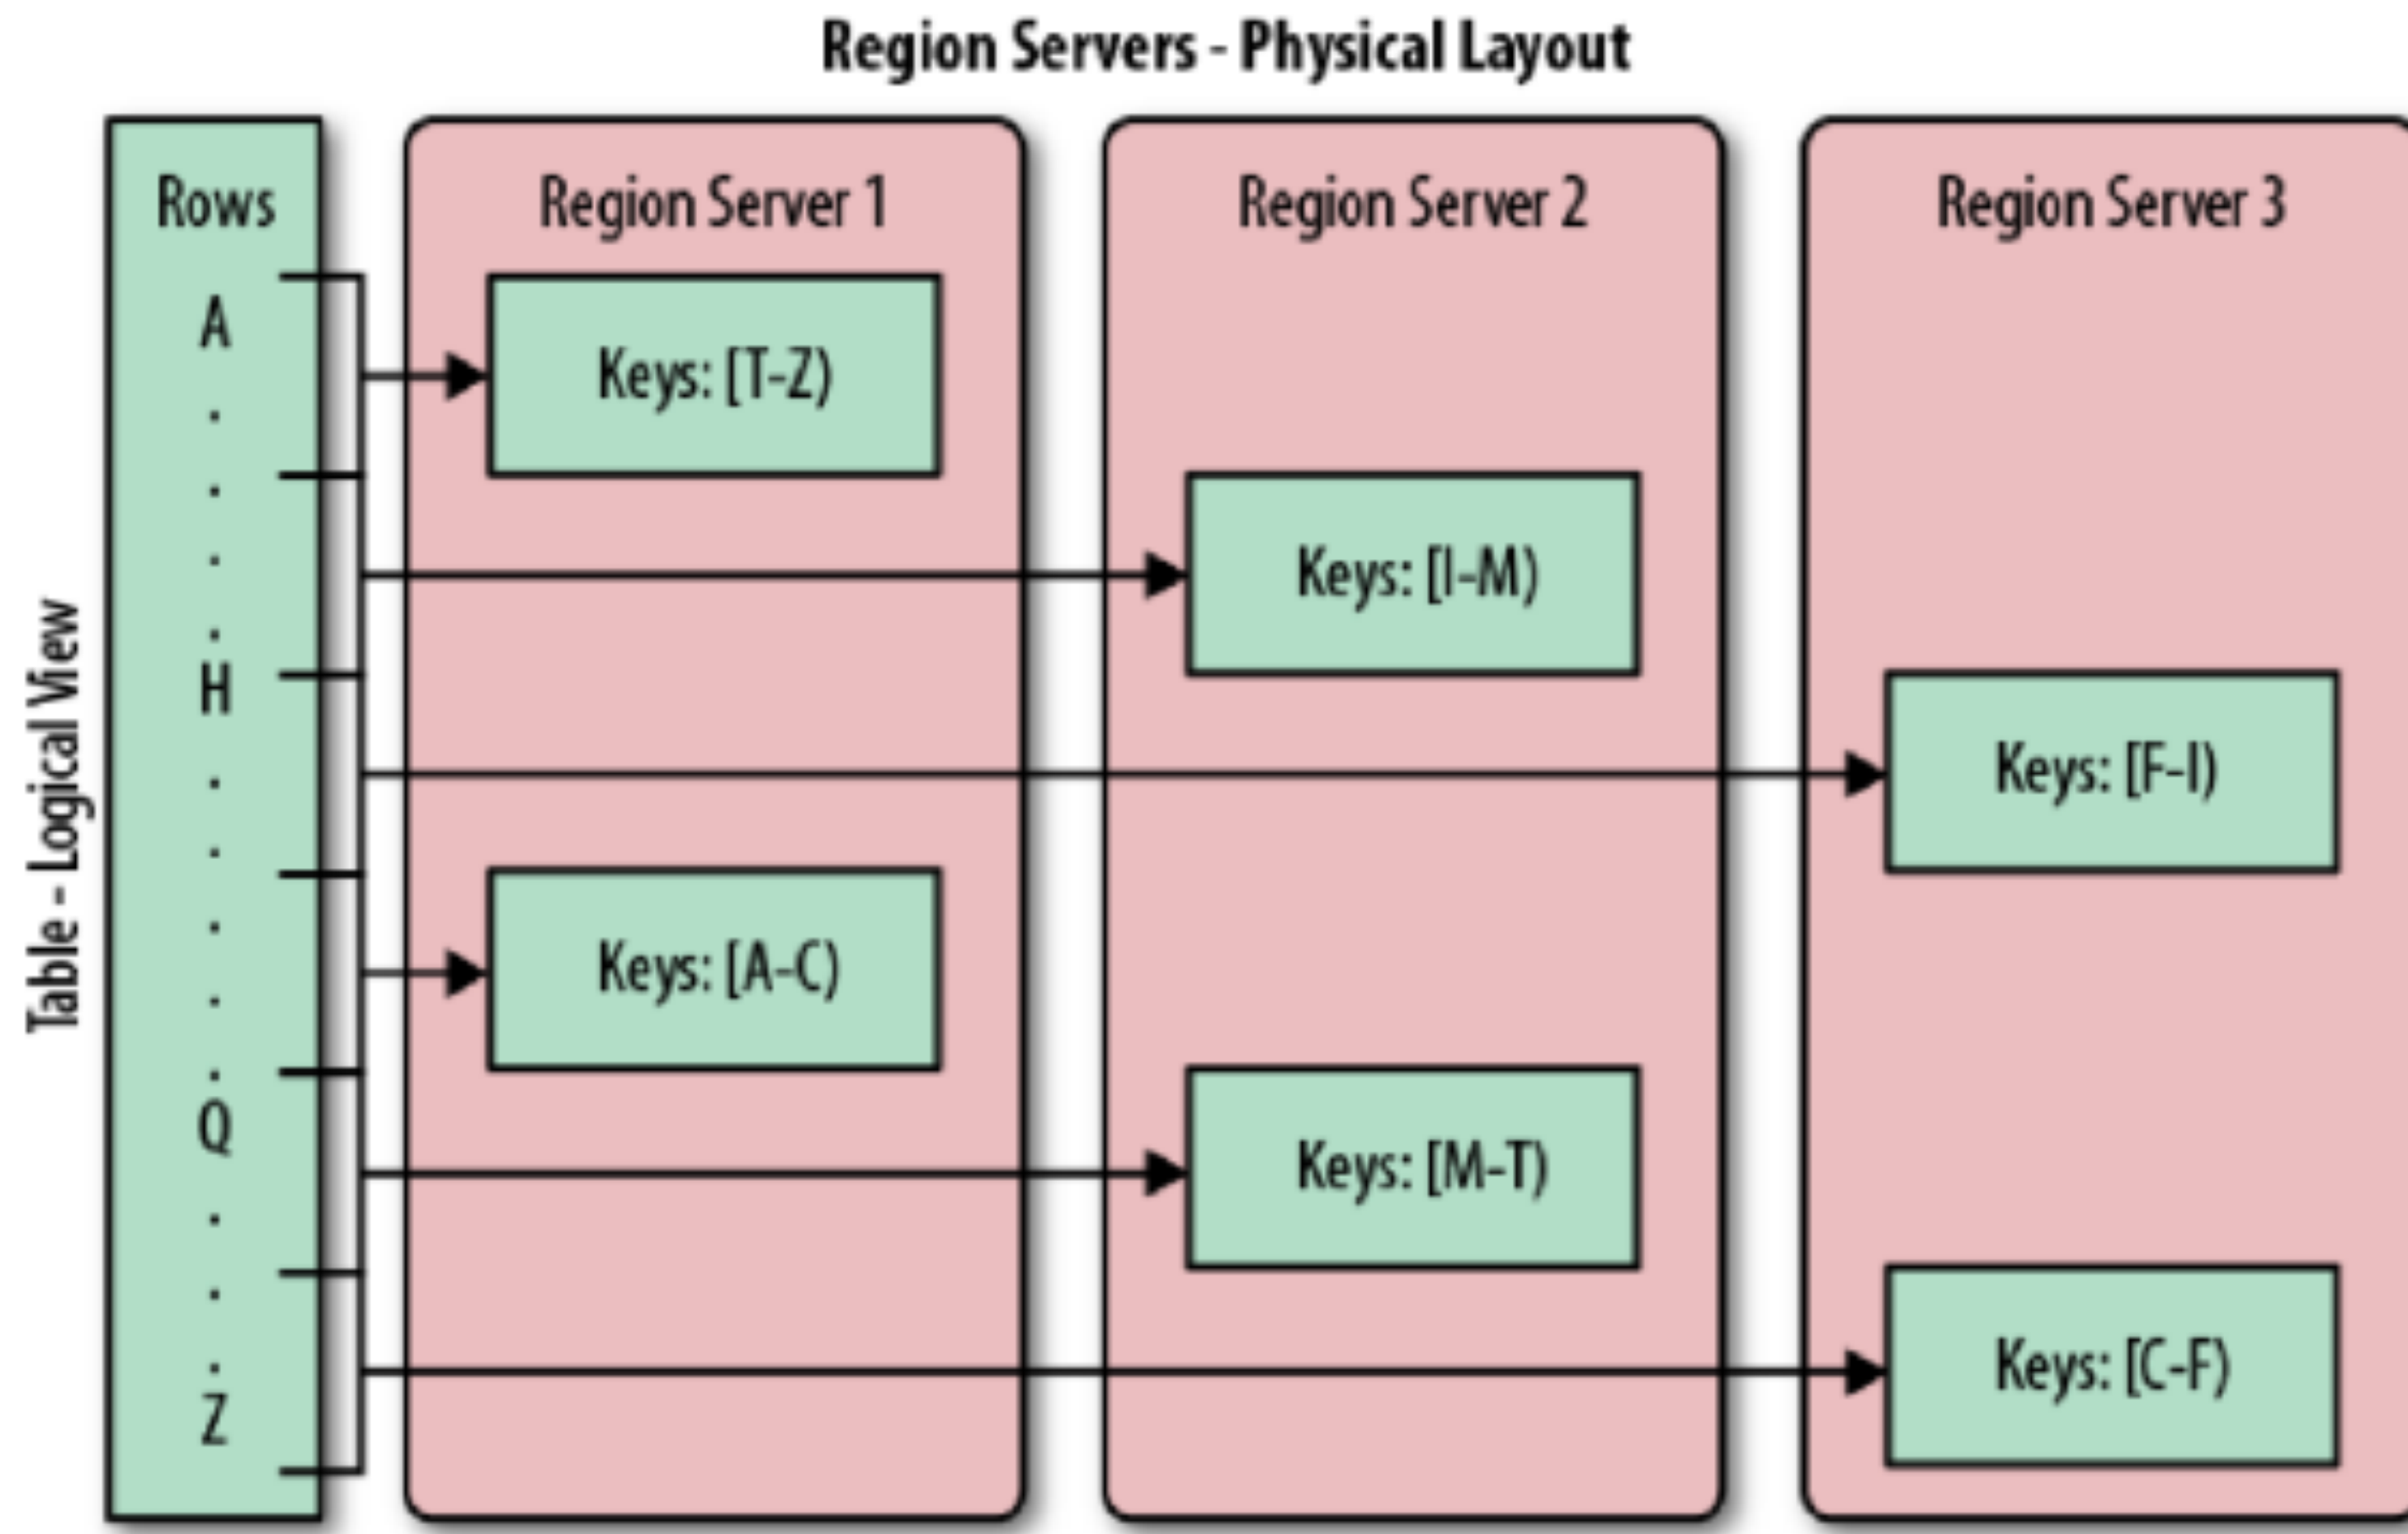 Region Servers - Physical Layout
Table - Logical View
Rows
A
.
.
.
.
H
.
.
.
.
.
Q
.
.
.
Z
Region Server 1
Keys: [T-Z)
Keys: [A-C)
Region Server 2
Keys: [I-M)
Keys: [M-T)
Region Server 3
Keys: [F-I)
Keys: [C-F)